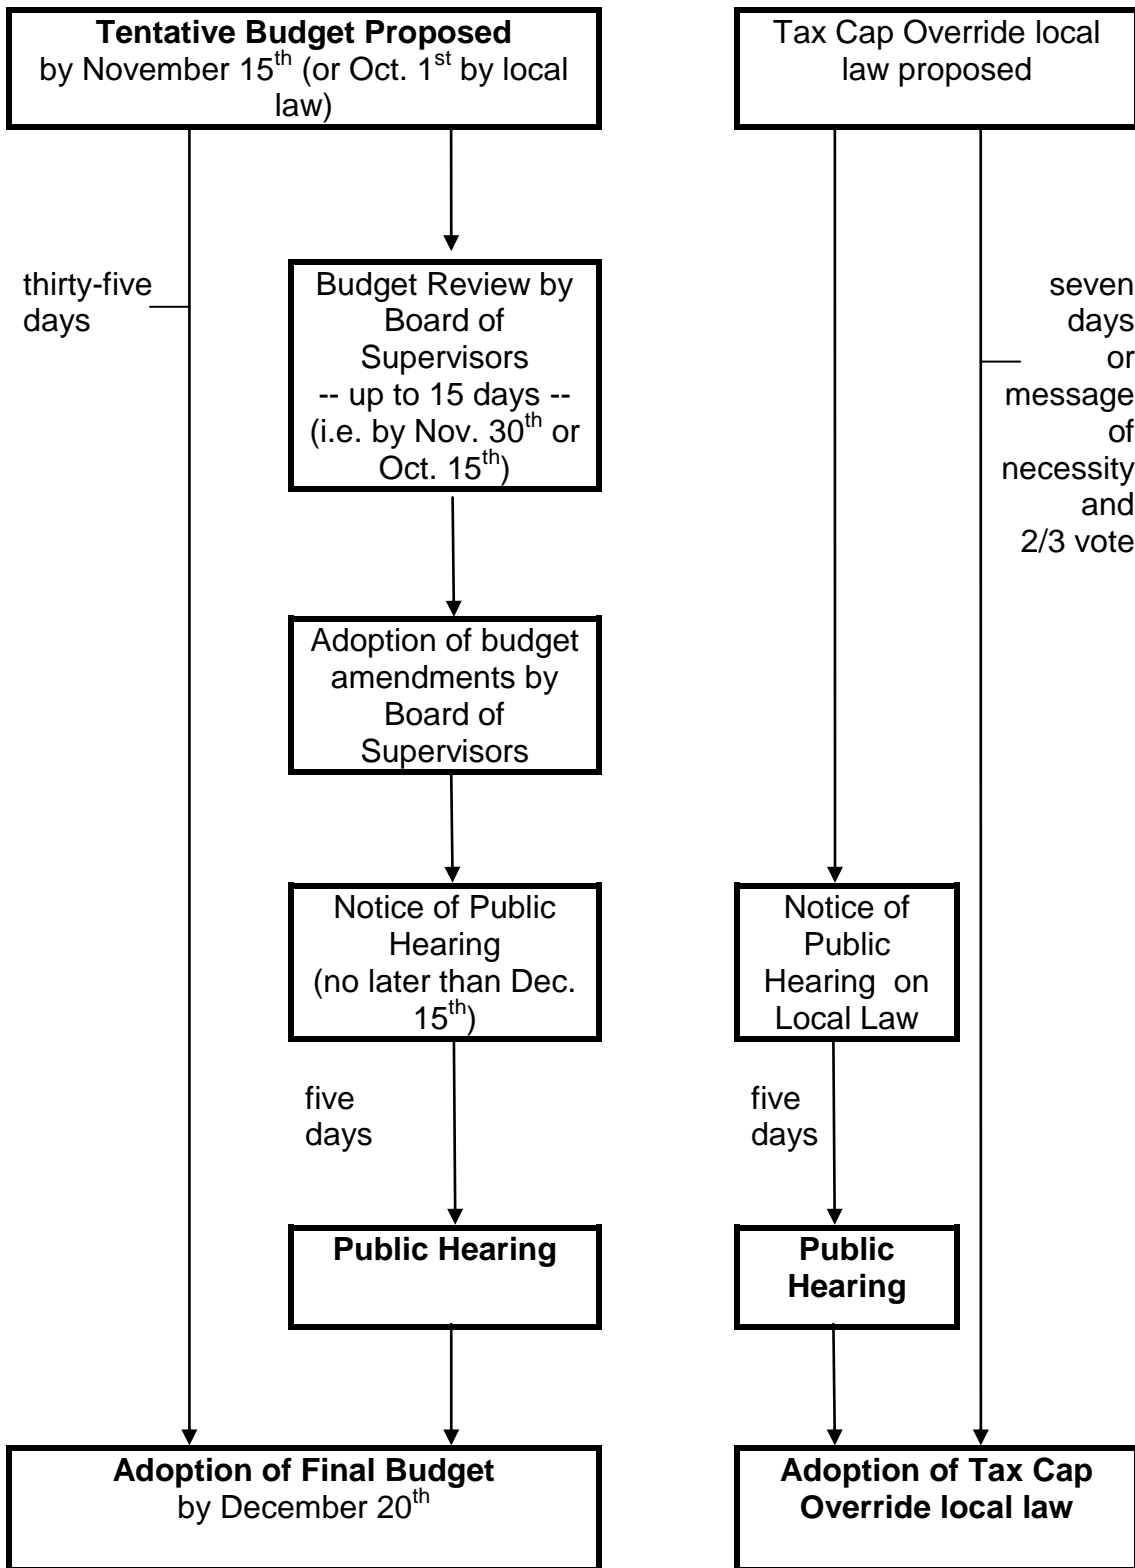 Tentative Budget Proposed
by November 15th (or Oct. 1st by local
law)
Tax Cap Override local
law proposed
thirty-five
days
Budget Review by
Board of
Supervisors
-- up to 15 days --
(i.e. by Nov. 30th or
Oct. 15th)
seven
days
or
message
of
necessity
and
2/3 vote
Adoption of budget
amendments by
Board of
Supervisors
Notice of Public
Hearing
(no later than Dec.
15th)
Notice of
Public
Hearing on
Local Law
five
days
five
days
Public Hearing
Public
Hearing
Adoption of Final Budget
by December 20th
Adoption of Tax Cap
Override local law